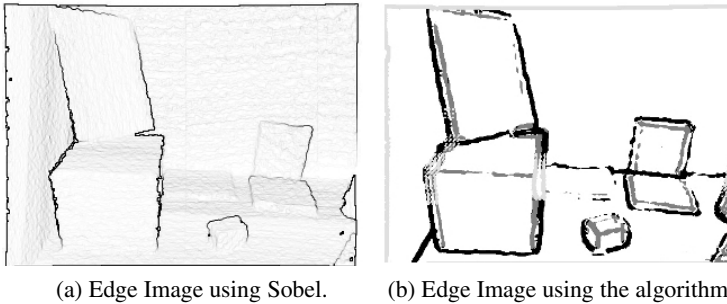 (a) Edge Image using Sobel.
(b) Edge Image using the algorithm